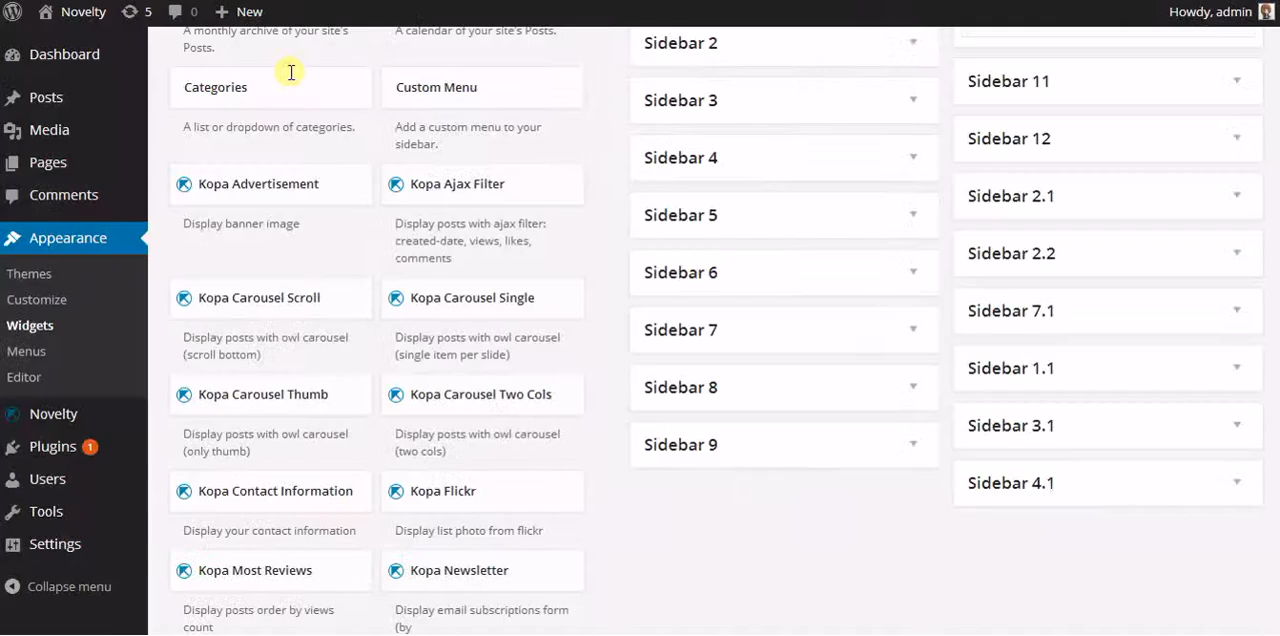 Novelty
5
0
New
Howdy, admin
Dashboard
Posts
Media
Pages
Comments
Appearance
Themes
Customize
Widgets
Menus
Editor
Novelty
Plugins 1
Users
Tools
Settings
Collapse menu
A monthly archive of your site's
Posts.
A calendar of your site's Posts.
Categories
A list or dropdown of categories.
Custom Menu
Add a custom menu to your
sidebar.
Kopa Advertisement
Display banner image
Kopa Ajax Filter
Display posts with ajax filter:
created-date, views, likes,
comments
Kopa Carousel Scroll
Display posts with owl carousel
(scroll bottom)
Kopa Carousel Single
Display posts with owl carousel
(single item per slide)
Kopa Carousel Thumb
Display posts with owl carousel
(only thumb)
Kopa Carousel Two Cols
Display posts with owl carousel
(two cols)
Kopa Contact Information
Display your contact information
Kopa Flickr
Display list photo from flickr
Kopa Most Reviews
Display posts order by views
count
Kopa Newsletter
Display email subscriptions form
(by
Sidebar 2
Sidebar 3
Sidebar 4
Sidebar 5
Sidebar 6
Sidebar 7
Sidebar 8
Sidebar 9
Sidebar 11
Sidebar 12
Sidebar 2.1
Sidebar 2.2
Sidebar 7.1
Sidebar 1.1
Sidebar 3.1
Sidebar 4.1